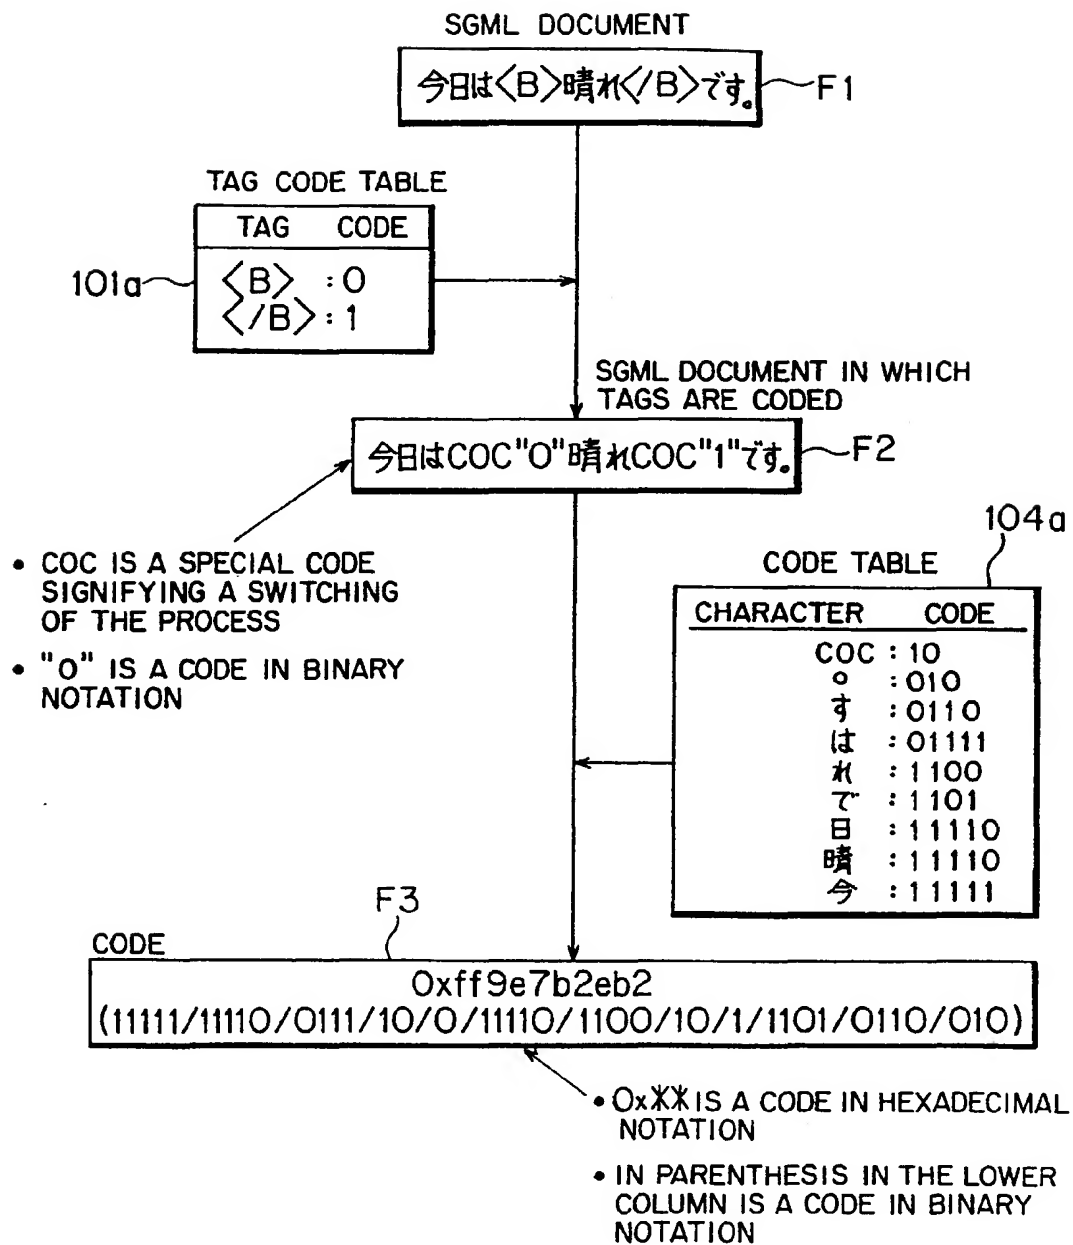 SGML DOCUMENT
今日は<B>晴れ</B>です。
F1
TAG CODE TABLE
TAG CODE
<B> :0
</B>:1
101a
SGML DOCUMENT IN WHICH
TAGS ARE CODED
今日はCOC"0"晴れCOC"1"です。
F2
• COC IS A SPECIAL CODE
SIGNIFYING A SWITCHING
OF THE PROCESS
• "0" IS A CODE IN BINARY
NOTATION
104a
CODE TABLE
CHARACTER CODE
COC :10
。 :010
す :0110
は :01111
れ :1100
で :1101
日 :11110
晴 :11110
今 :11111
F3
CODE
0xff9e7b2eb2
(11111/11110/0111/10/0/11110/1100/10/1/1101/0110/010)
• 0x** IS A CODE IN HEXADECIMAL
NOTATION
• IN PARENTHESIS IN THE LOWER
COLUMN IS A CODE IN BINARY
NOTATION